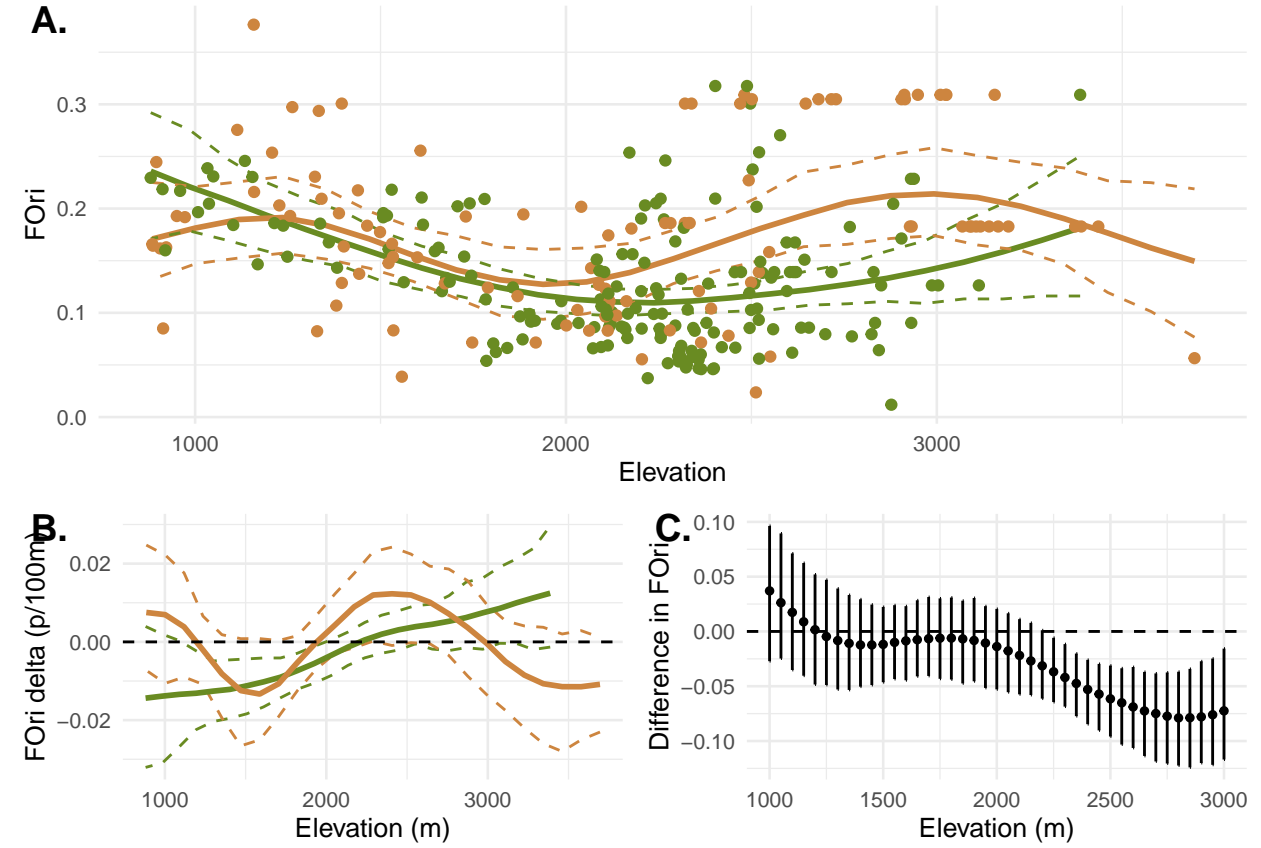 A.
FOri
0.3
0.2
0.1
0.0
1000 2000 3000
Elevation
B.
FOri delta (p/100m)
0.02
0.00
−0.02
1000 2000 3000
Elevation (m)
C.
Difference in FOri
0.10
0.05
0.00
−0.05
−0.10
1000 1500 2000 2500 3000
Elevation (m)